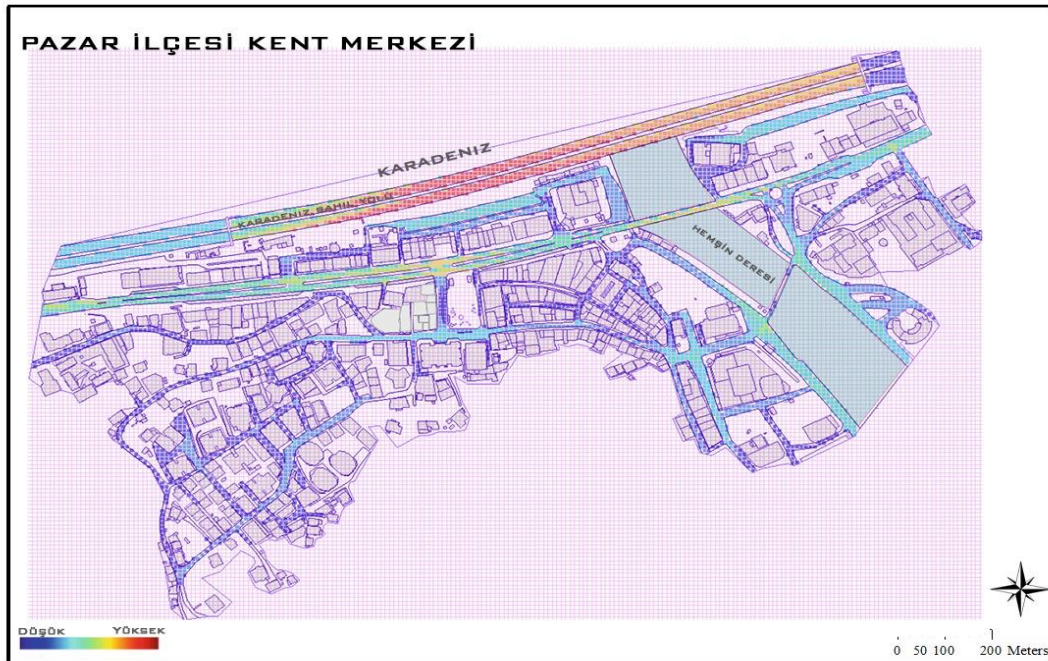 PAZAR İLÇESİ KENT MERKEZİ
KARADENİZ
KARADENİZ SAHİL YOLU
HEMŞİN DERESİ
DÜŞÜK YÜKSEK
0 50 100 200 Meters